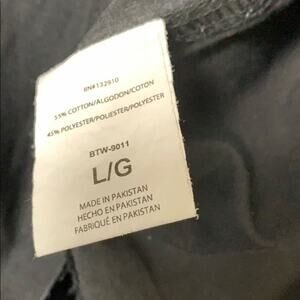 RN#132910
55% COTTON/ALGODON/COTON
45% POLYESTER/POLIESTER/POLYESTER
BTW-9011
L/G
MADE IN PAKISTAN
HECHO EN PAKISTAN
FABRIQUÉ EN PAKISTAN